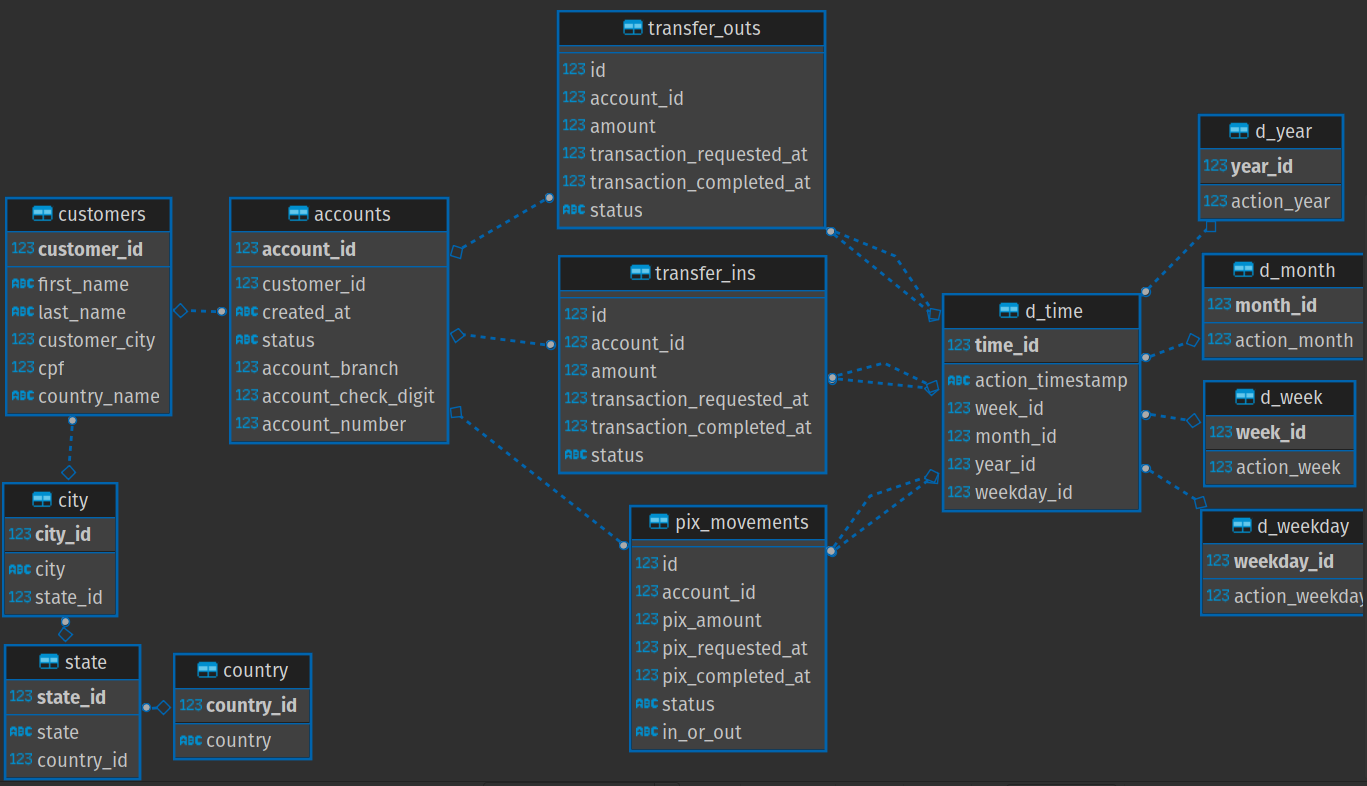 transfer_outs
123 id
123 account_id
123 amount
123 transaction_requested_at
123 transaction_completed_at
ABC status
customers
123 customer_id
ABC first_name
ABC last_name
123 customer_city
123 cpf
ABC country_name
accounts
123 account_id
123 customer_id
ABC created_at
ABC status
123 account_branch
123 account_check_digit
123 account_number
transfer_ins
123 id
123 account_id
123 amount
123 transaction_requested_at
123 transaction_completed_at
ABC status
city
123 city_id
ABC city
123 state_id
state
123 state_id
ABC state
123 country_id
country
123 country_id
ABC country
pix_movements
123 id
123 account_id
123 pix_amount
123 pix_requested_at
123 pix_completed_at
ABC status
ABC in_or_out
d_time
123 time_id
ABC action_timestamp
123 week_id
123 month_id
123 year_id
123 weekday_id
d_year
123 year_id
123 action_year
d_month
123 month_id
123 action_month
d_week
123 week_id
123 action_week
d_weekday
123 weekday_id
123 action_weekday